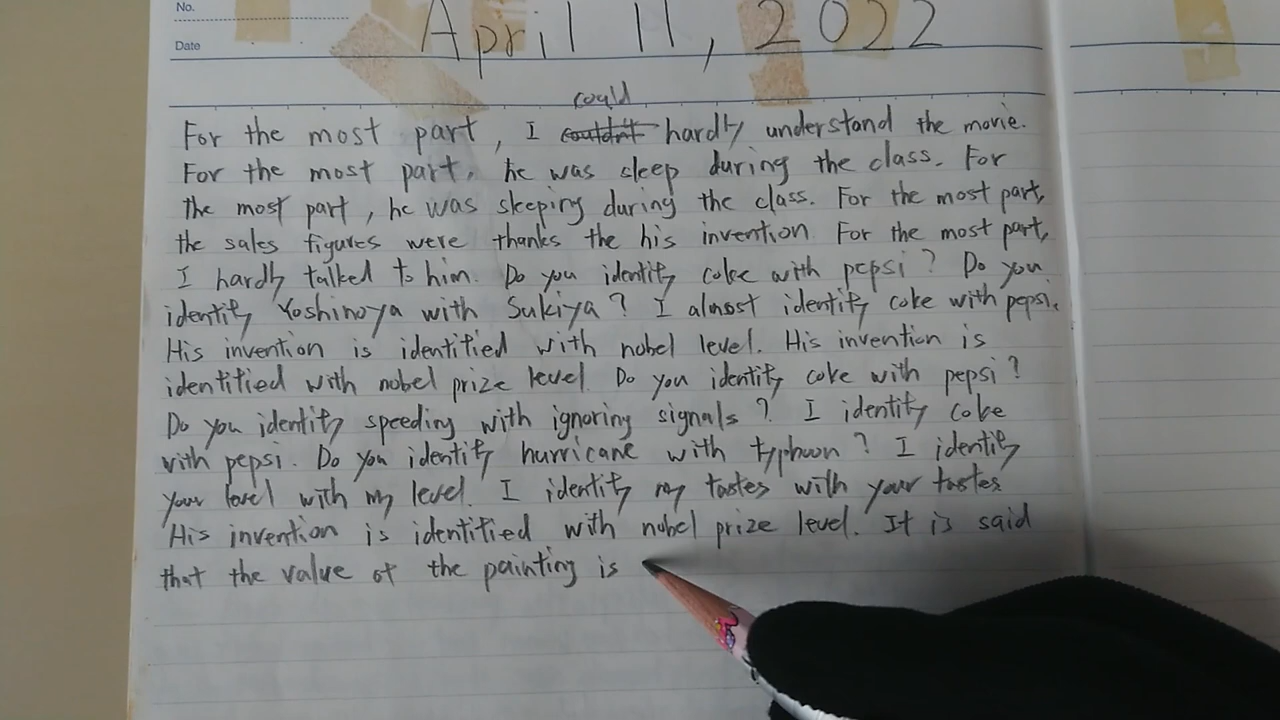 No.
April 11, 2022
Date
could
For the most part, I couldn't hardly understand the movie.
For the most part, he was sleep during the class. For
the most part, he was sleeping during the class. For the most part,
the sales figures were thanks the his invention. For the most part,
I hardly talked to him. Do you identify coke with pepsi? Do you
identify Yoshinoya with Sukiya? I almost identify coke with pepsi.
His invention is identified with nobel level. His invention is
identified with nobel prize level. Do you identify coke with pepsi?
Do you identify speeding with ignoring signals? I identify coke
with pepsi. Do you identify hurricane with typhoon? I identify
your level with my level. I identify my tastes with your tastes.
His invention is identified with nobel prize level. It is said
that the value of the painting is